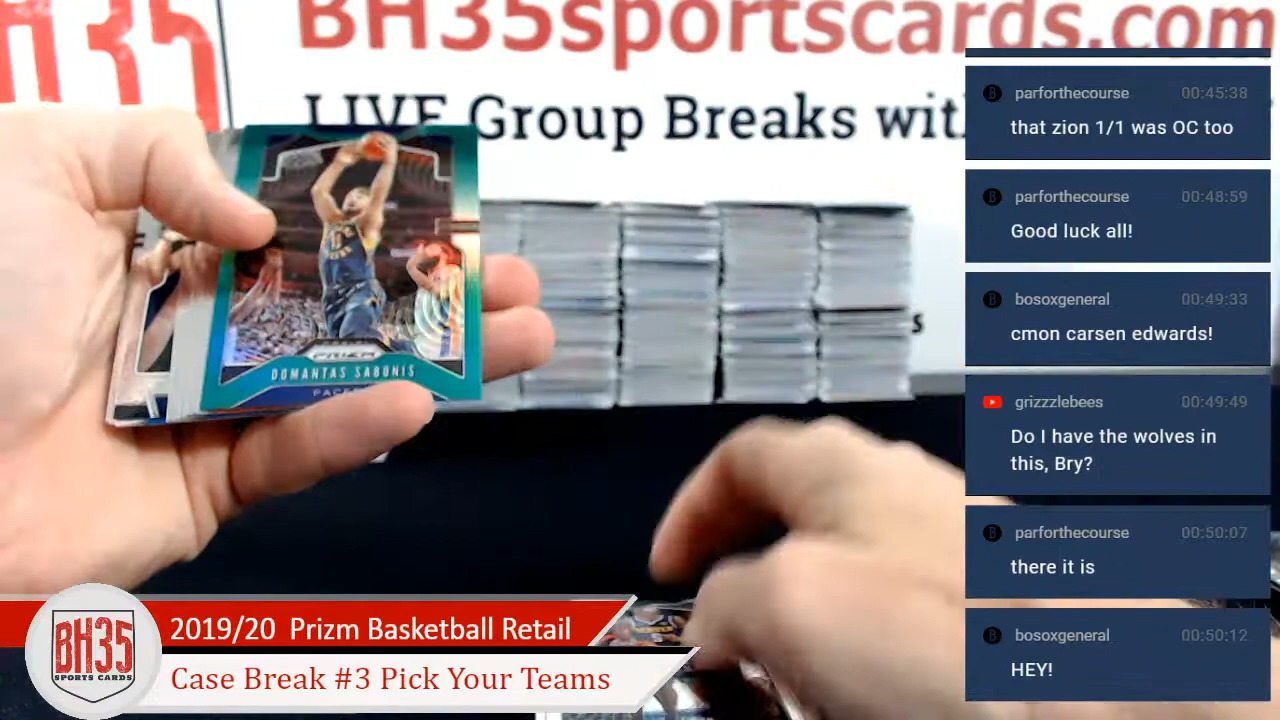 BH35
BH35sportscards.com
LIVE Group Breaks with
PRIZM
DOMANTAS SABONIS
s
parforthecourse 00:45:38
that zion 1/1 was OC too
parforthecourse 00:48:59
Good luck all!
bosoxgeneral 00:49:33
cmon carsen edwards!
grizzzlebees 00:49:49
Do I have the wolves in
this, Bry?
parforthecourse 00:50:07
there it is
bosoxgeneral 00:50:12
HEY!
BH35
SPORTS CARDS
2019/20 Prizm Basketball Retail
Case Break #3 Pick Your Teams